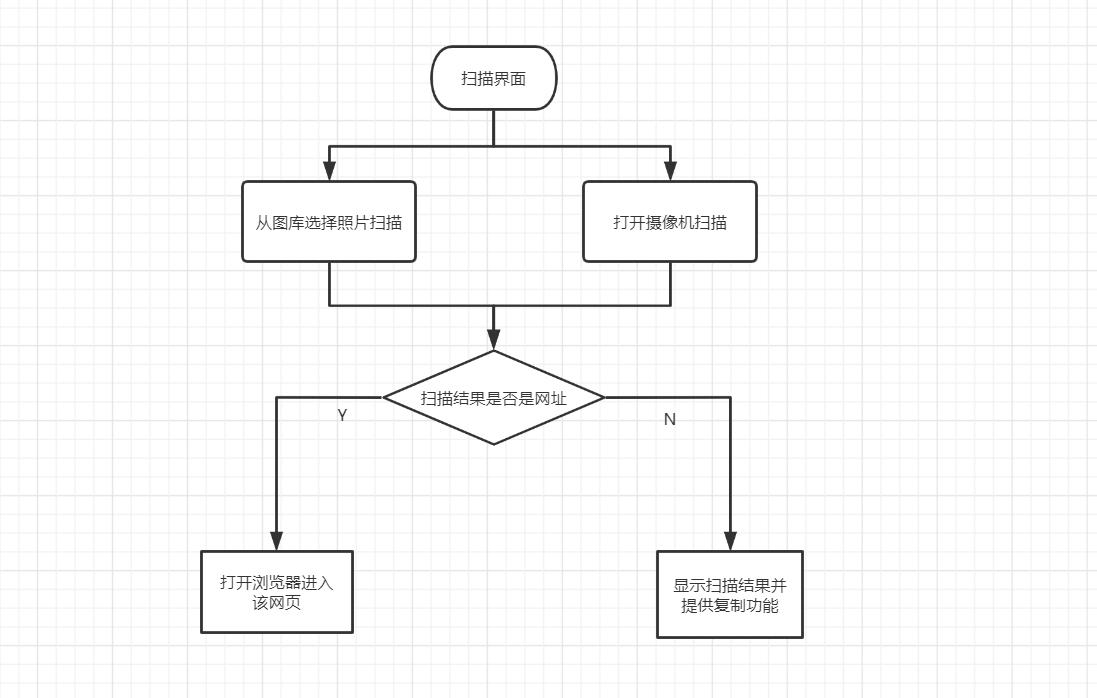 扫描界面
从图库选择照片扫描
打开摄像机扫描
扫描结果是否是网址
Y
N
打开浏览器进入
该网页
显示扫描结果并
提供复制功能